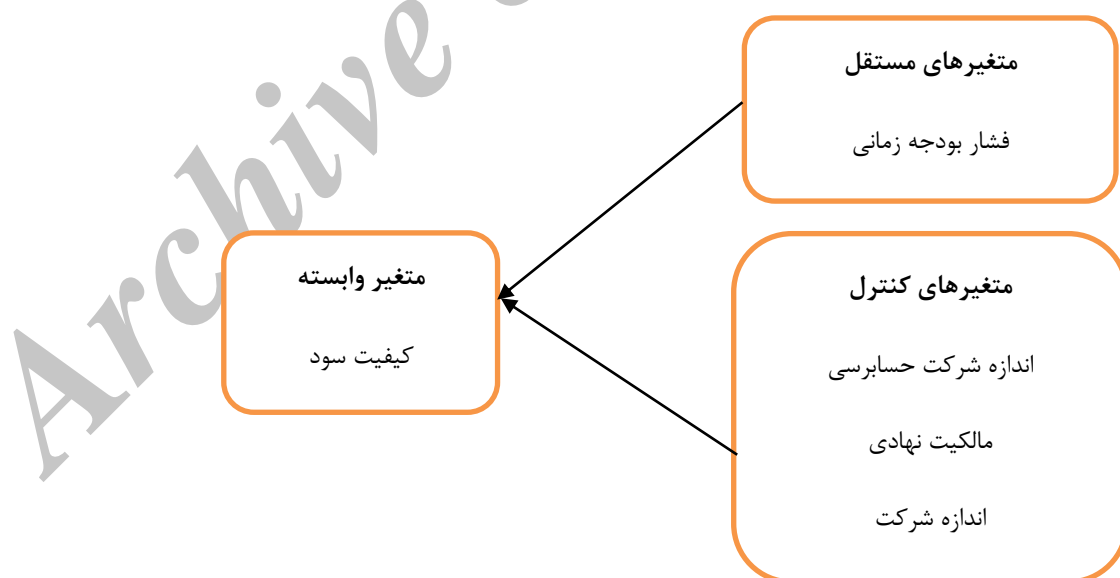 متغیرهای مستقل
فشار بودجه زمانی
متغیرهای کنترل
اندازه شرکت حسابرسی
مالکیت نهادی
اندازه شرکت
متغیر وابسته
کیفیت سود
Archive